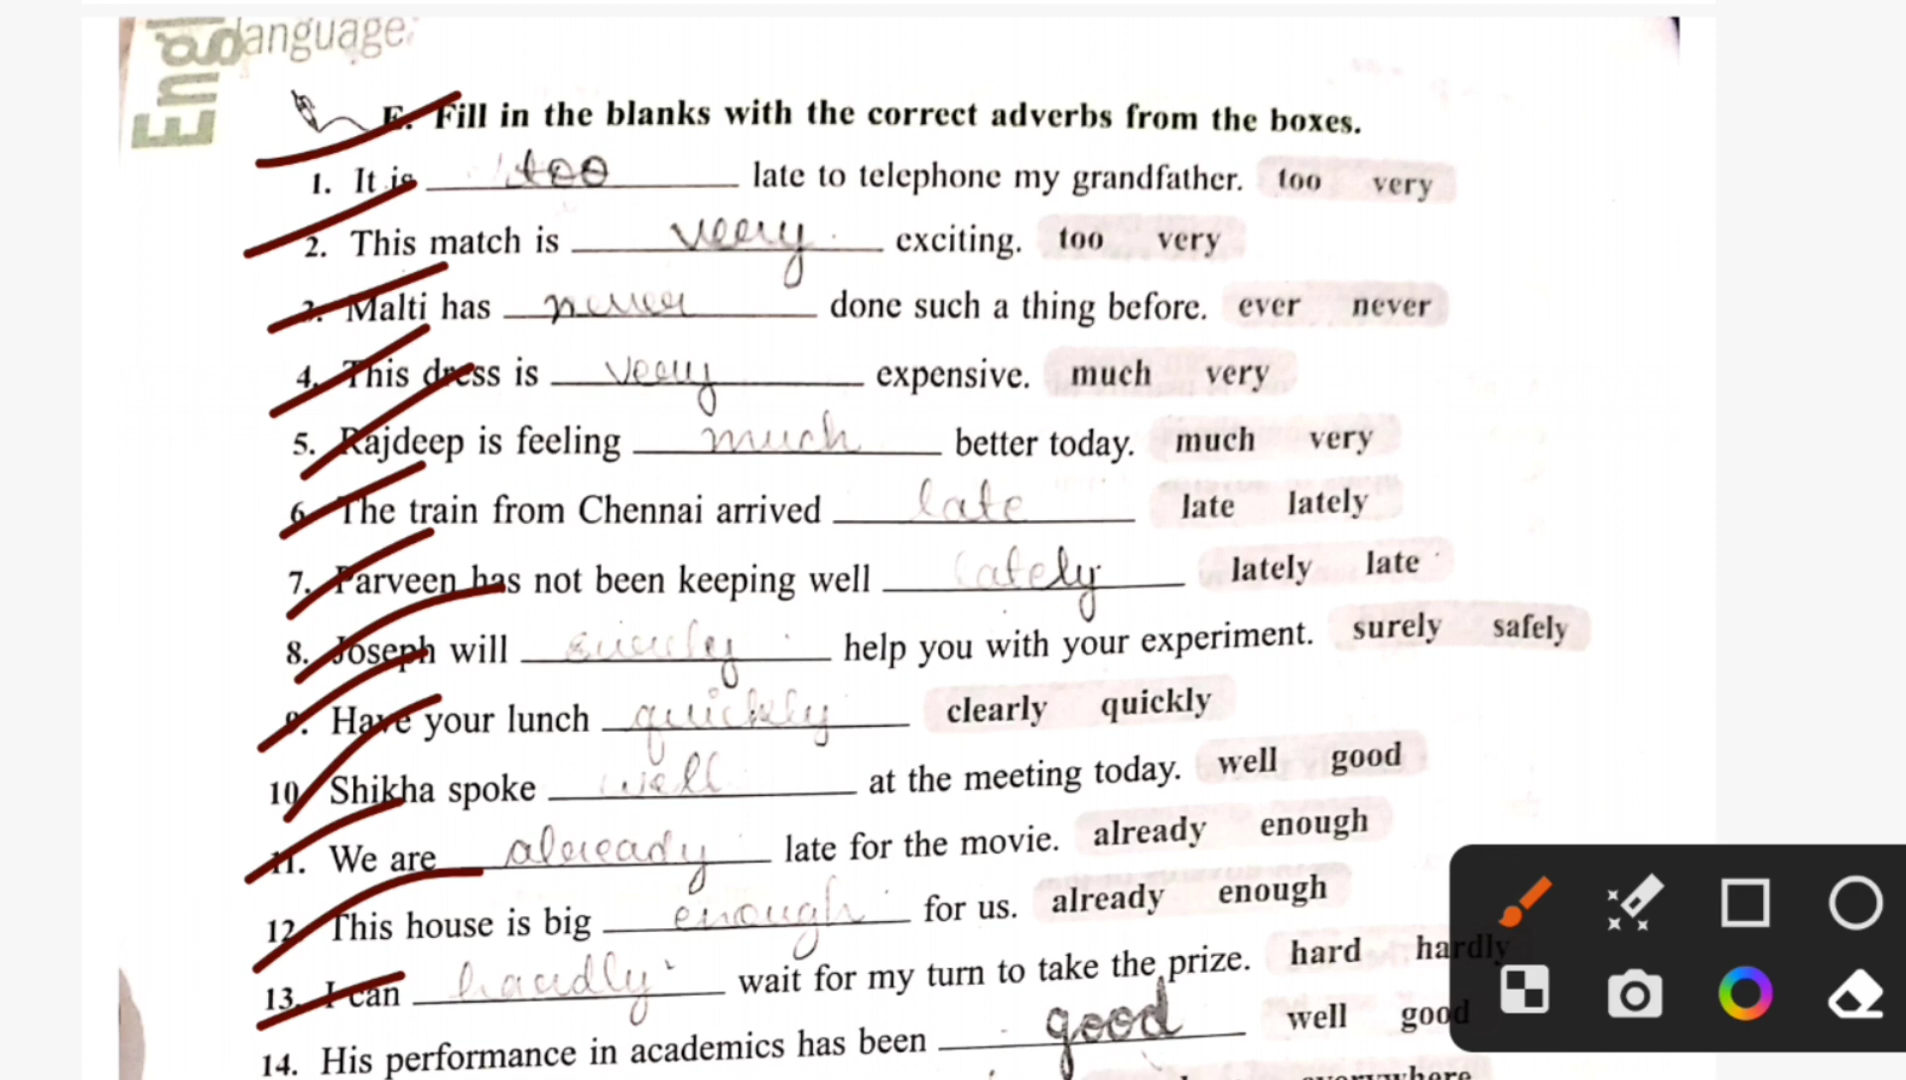 Eng
language
E. Fill in the blanks with the correct adverbs from the boxes.
1. It is too late to telephone my grandfather. too very
2. This match is very exciting. too very
3. Malti has never done such a thing before. ever never
4. This dress is very expensive. much very
5. Rajdeep is feeling much better today. much very
6. The train from Chennai arrived late late lately
7. Parveen has not been keeping well lately lately late
8. Joseph will surely help you with your experiment. surely safely
9. Have your lunch quickly clearly quickly
10. Shikha spoke well at the meeting today. well good
11. We are already late for the movie. already enough
12. This house is big enough for us. already enough
13. I can hardly wait for my turn to take the prize. hard hardly
14. His performance in academics has been good well good